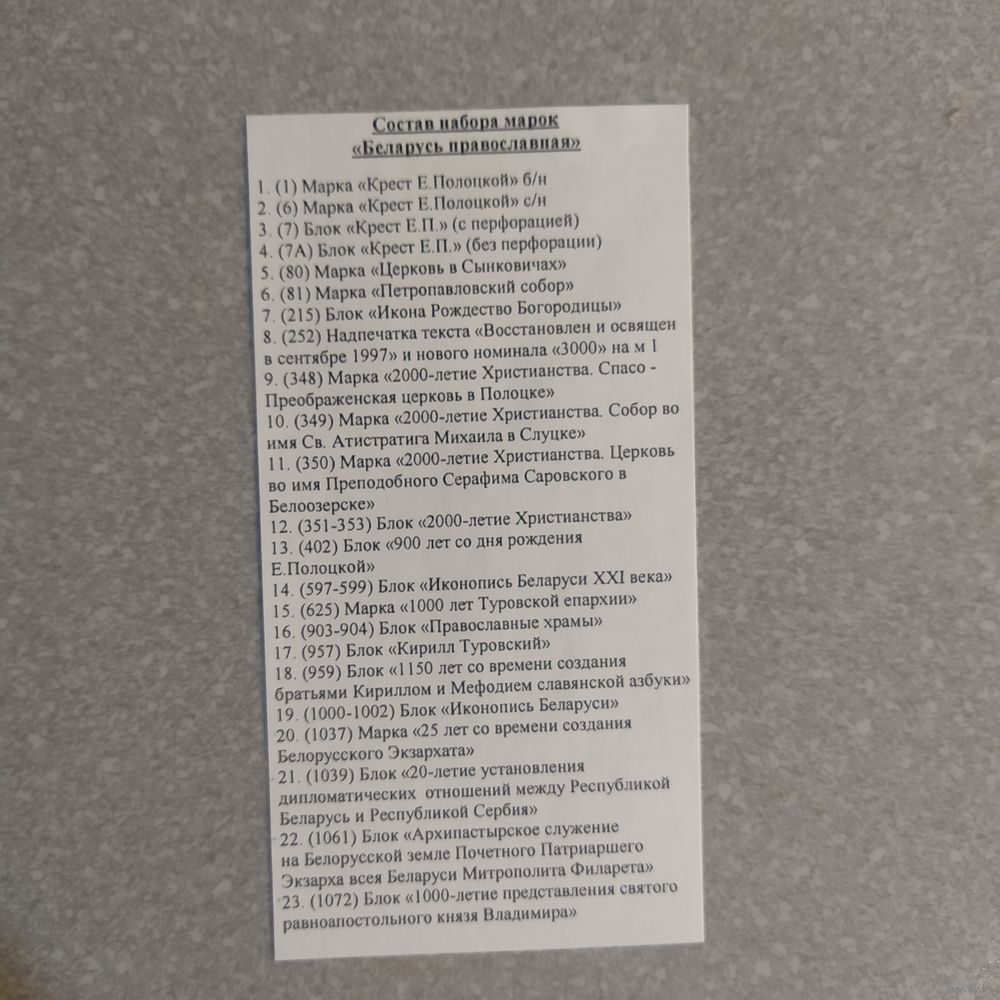 Состав набора марок
«Беларусь православная»
1. (1) Марка «Крест Е.Полоцкой» б/н
2. (6) Марка «Крест Е.Полоцкой» с/н
3. (7) Блок «Крест Е.П.» (с перфорацией)
4. (7А) Блок «Крест Е.П.» (без перфорации)
5. (80) Марка «Церковь в Сынковичах»
6. (81) Марка «Петропавловский собор»
7. (215) Блок «Икона Рождество Богородицы»
8. (252) Надпечатка текста «Восстановлен и освящен
в сентябре 1997» и нового номинала «3000» на м 1
9. (348) Марка «2000-летие Христианства. Спасо -
Преображенская церковь в Полоцке»
10. (349) Марка «2000-летие Христианства. Собор во
имя Св. Атистратига Михаила в Слуцке»
11. (350) Марка «2000-летие Христианства. Церковь
во имя Преподобного Серафима Саровского в
Белоозерске»
12. (351-353) Блок «2000-летие Христианства»
13. (402) Блок «900 лет со дня рождения
Е.Полоцкой»
14. (597-599) Блок «Иконопись Беларуси XXI века»
15. (625) Марка «1000 лет Туровской епархии»
16. (903-904) Блок «Православные храмы»
17. (957) Блок «Кирилл Туровский»
18. (959) Блок «1150 лет со времени создания
братьями Кириллом и Мефодием славянской азбуки»
19. (1000-1002) Блок «Иконопись Беларуси»
20. (1037) Марка «25 лет со времени создания
Белорусского Экзархата»
21. (1039) Блок «20-летие установления
дипломатических отношений между Республикой
Беларусь и Республикой Сербия»
22. (1061) Блок «Архипастырское служение
на Белорусской земле Почетного Патриаршего
Экзарха всея Беларуси Митрополита Филарета»
23. (1072) Блок «1000-летие представления святого
равноапостольного князя Владимира»